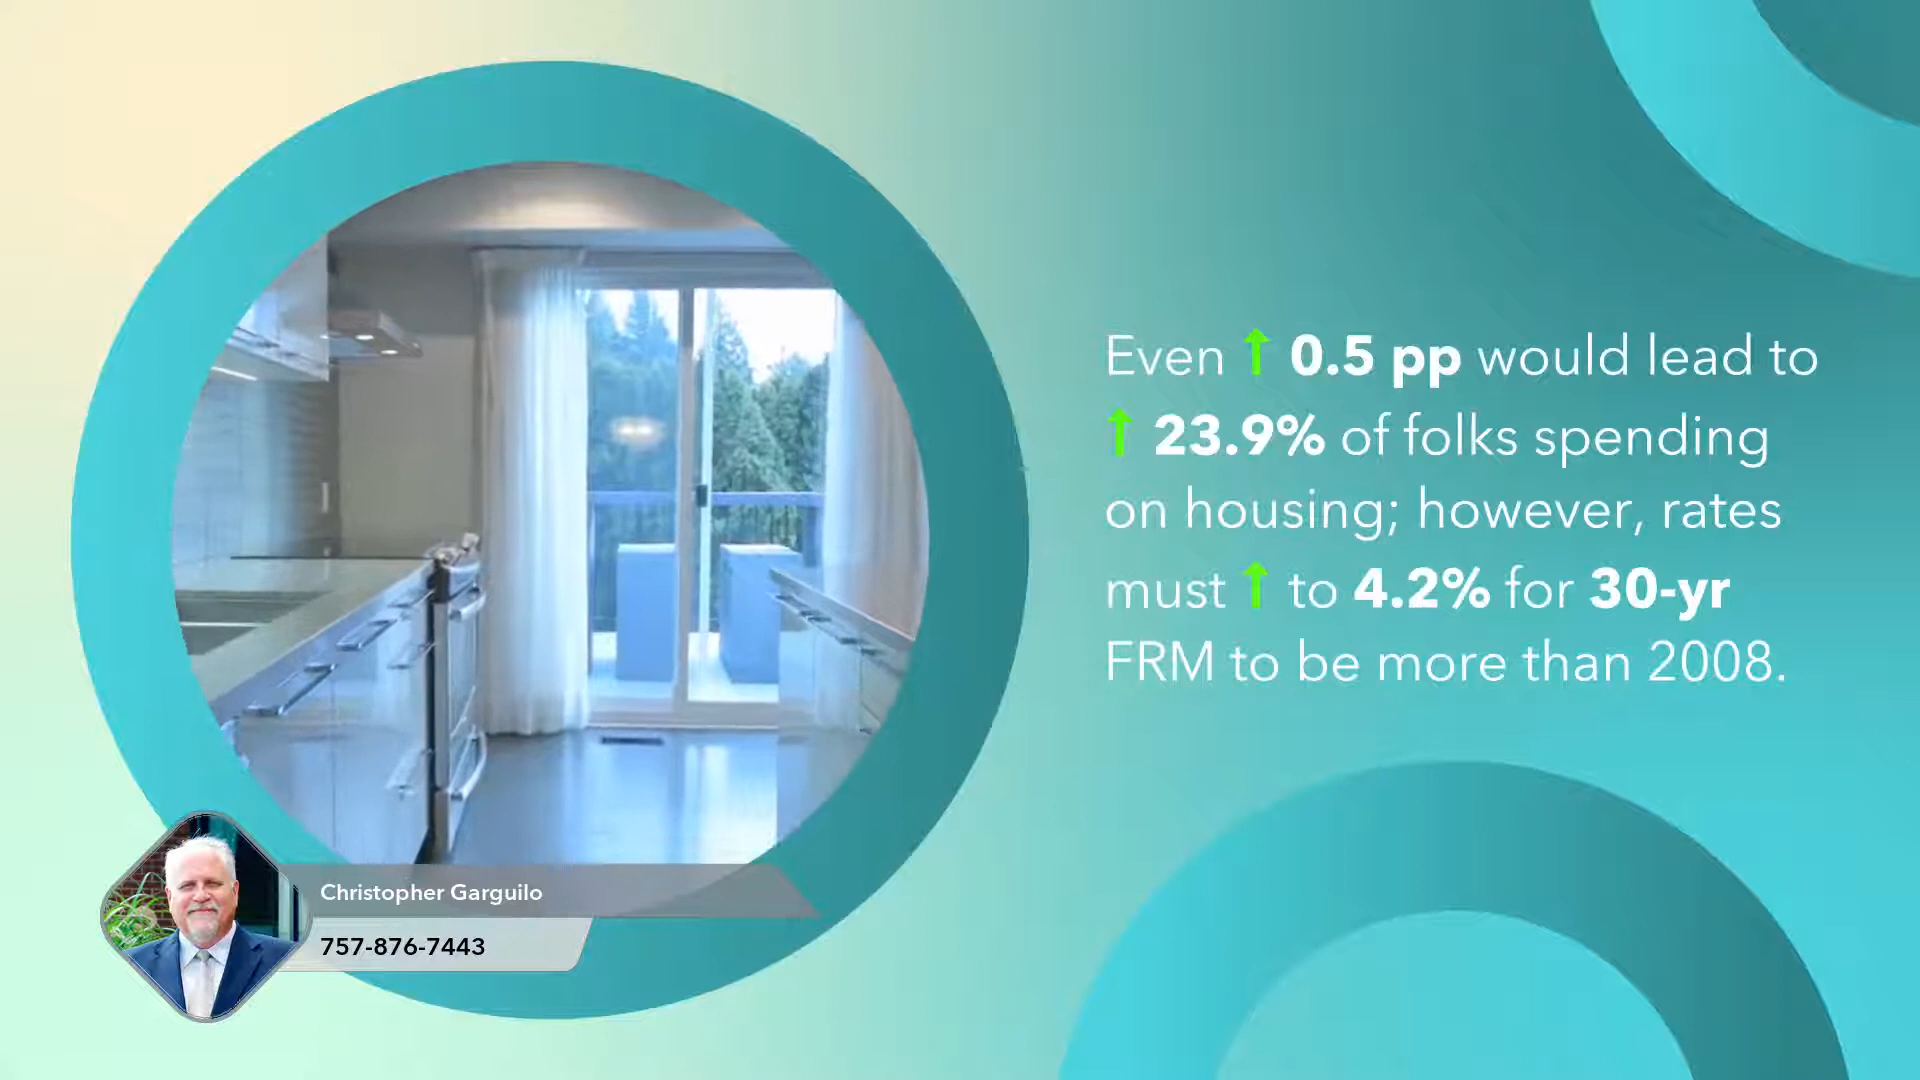 Even ↑ 0.5 pp would lead to
↑ 23.9% of folks spending
on housing; however, rates
must ↑ to 4.2% for 30-yr
FRM to be more than 2008.
Christopher Garguilo
757-876-7443